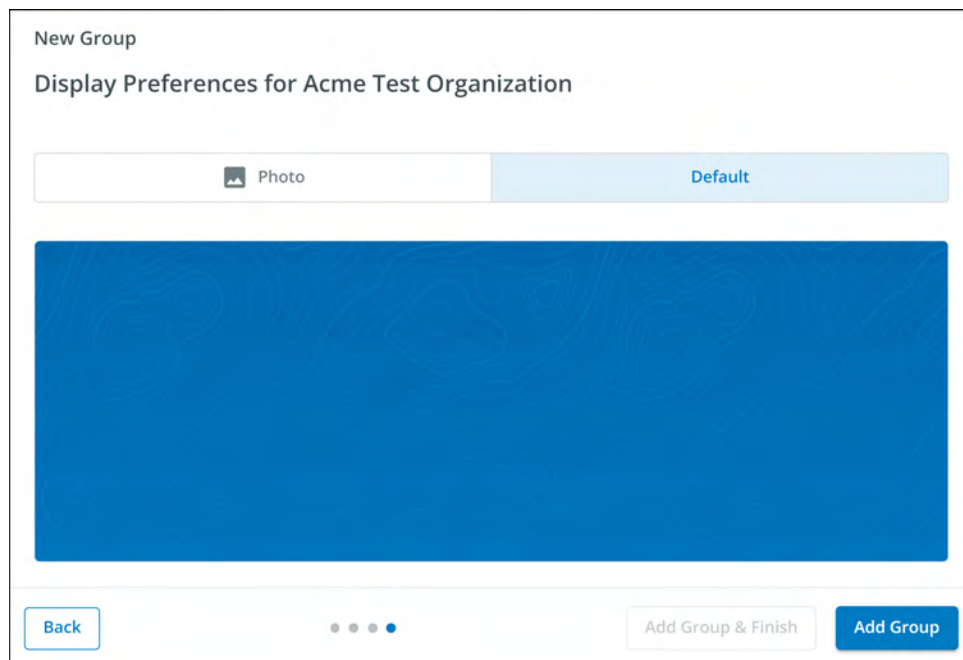 New Group
Display Preferences for Acme Test Organization
Photo
Default
Back
Add Group & Finish
Add Group